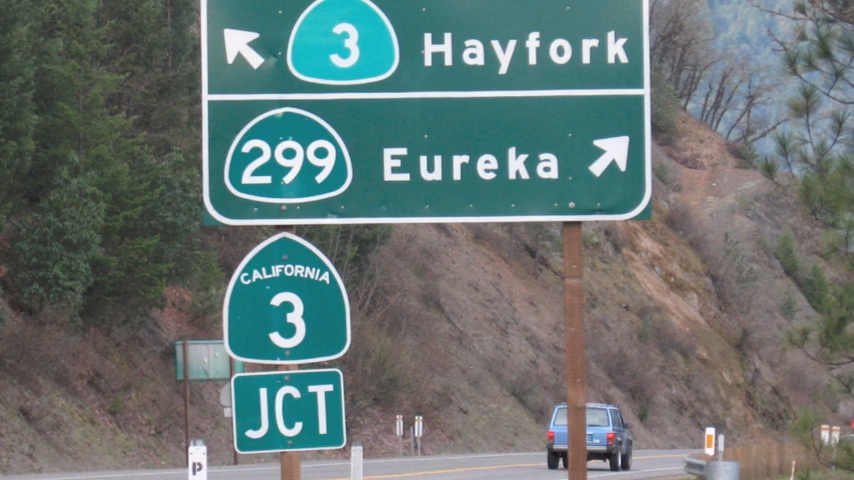 3 Hayfork
299 Eureka
CALIFORNIA
3
JCT
P